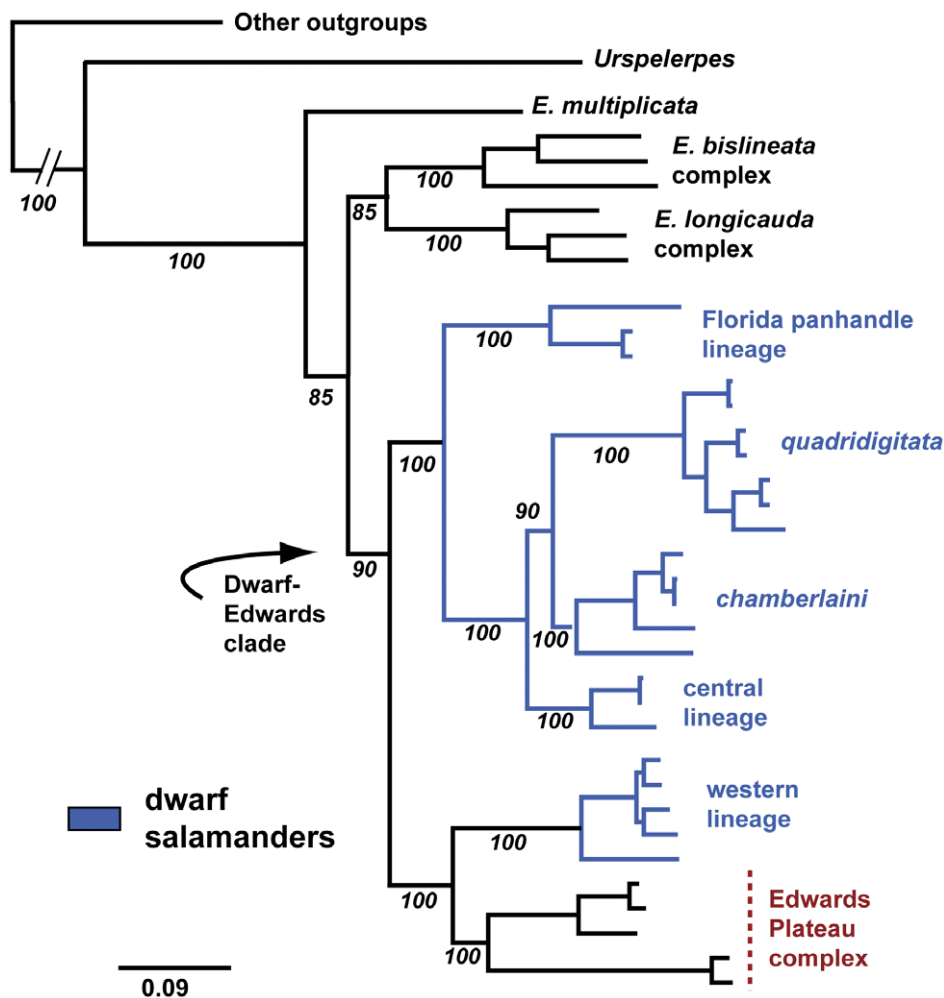 Other outgroups
Urspelerpes
E. multiplicata
E. bislineata
complex
100
100
85
E. longicauda
complex
100
100
Florida panhandle
lineage
100
85
quadridigitata
100
100
90
90
Dwarf-
Edwards
clade
chamberlaini
100
100
central
lineage
100
western
lineage
dwarf
salamanders
100
100
Edwards
Plateau
complex
100
0.09